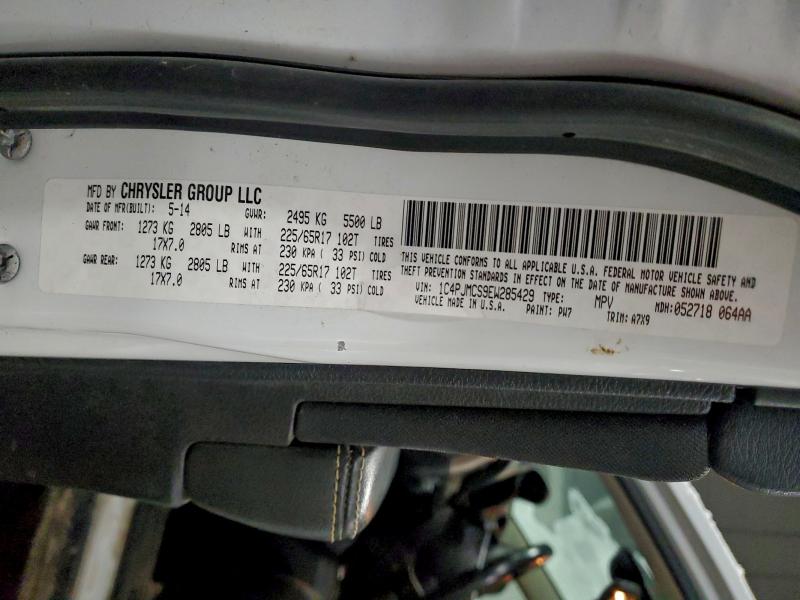 MFD BY CHRYSLER GROUP LLC
DATE OF MFR(BUILT): 5-14 GVWR: 2495 KG 5500 LB
GAWR FRONT: 1273 KG 2805 LB WITH 225/65R17 102T TIRES
17X7.0 RIMS AT 230 KPA ( 33 PSI) COLD
GAWR REAR: 1273 KG 2805 LB WITH 225/65R17 102T TIRES
17X7.0 RIMS AT 230 KPA ( 33 PSI) COLD
THIS VEHICLE CONFORMS TO ALL APPLICABLE U.S.A. FEDERAL MOTOR VEHICLE SAFETY AND
THEFT PREVENTION STANDARDS IN EFFECT ON THE DATE OF MANUFACTURE SHOWN ABOVE.
VIN: 1C4PJMCS9EW285429 TYPE: MPV MDH:052718 064AA
VEHICLE MADE IN U.S.A. PAINT: PW7 TRIM: A7X9